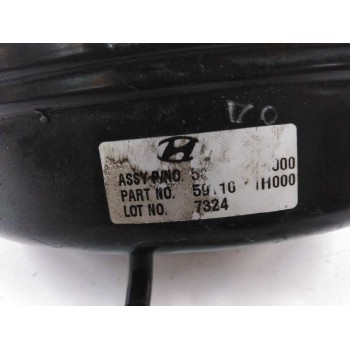 ASSY P/NO. 000
PART NO. 1H000
LOT NO. 7324